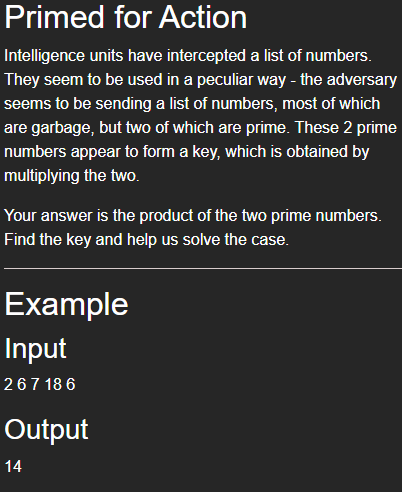 Primed for Action
Intelligence units have intercepted a list of numbers.
They seem to be used in a peculiar way - the adversary
seems to be sending a list of numbers, most of which
are garbage, but two of which are prime. These 2 prime
numbers appear to form a key, which is obtained by
multiplying the two.
Your answer is the product of the two prime numbers.
Find the key and help us solve the case.
Example
Input
2 6 7 18 6
Output
14